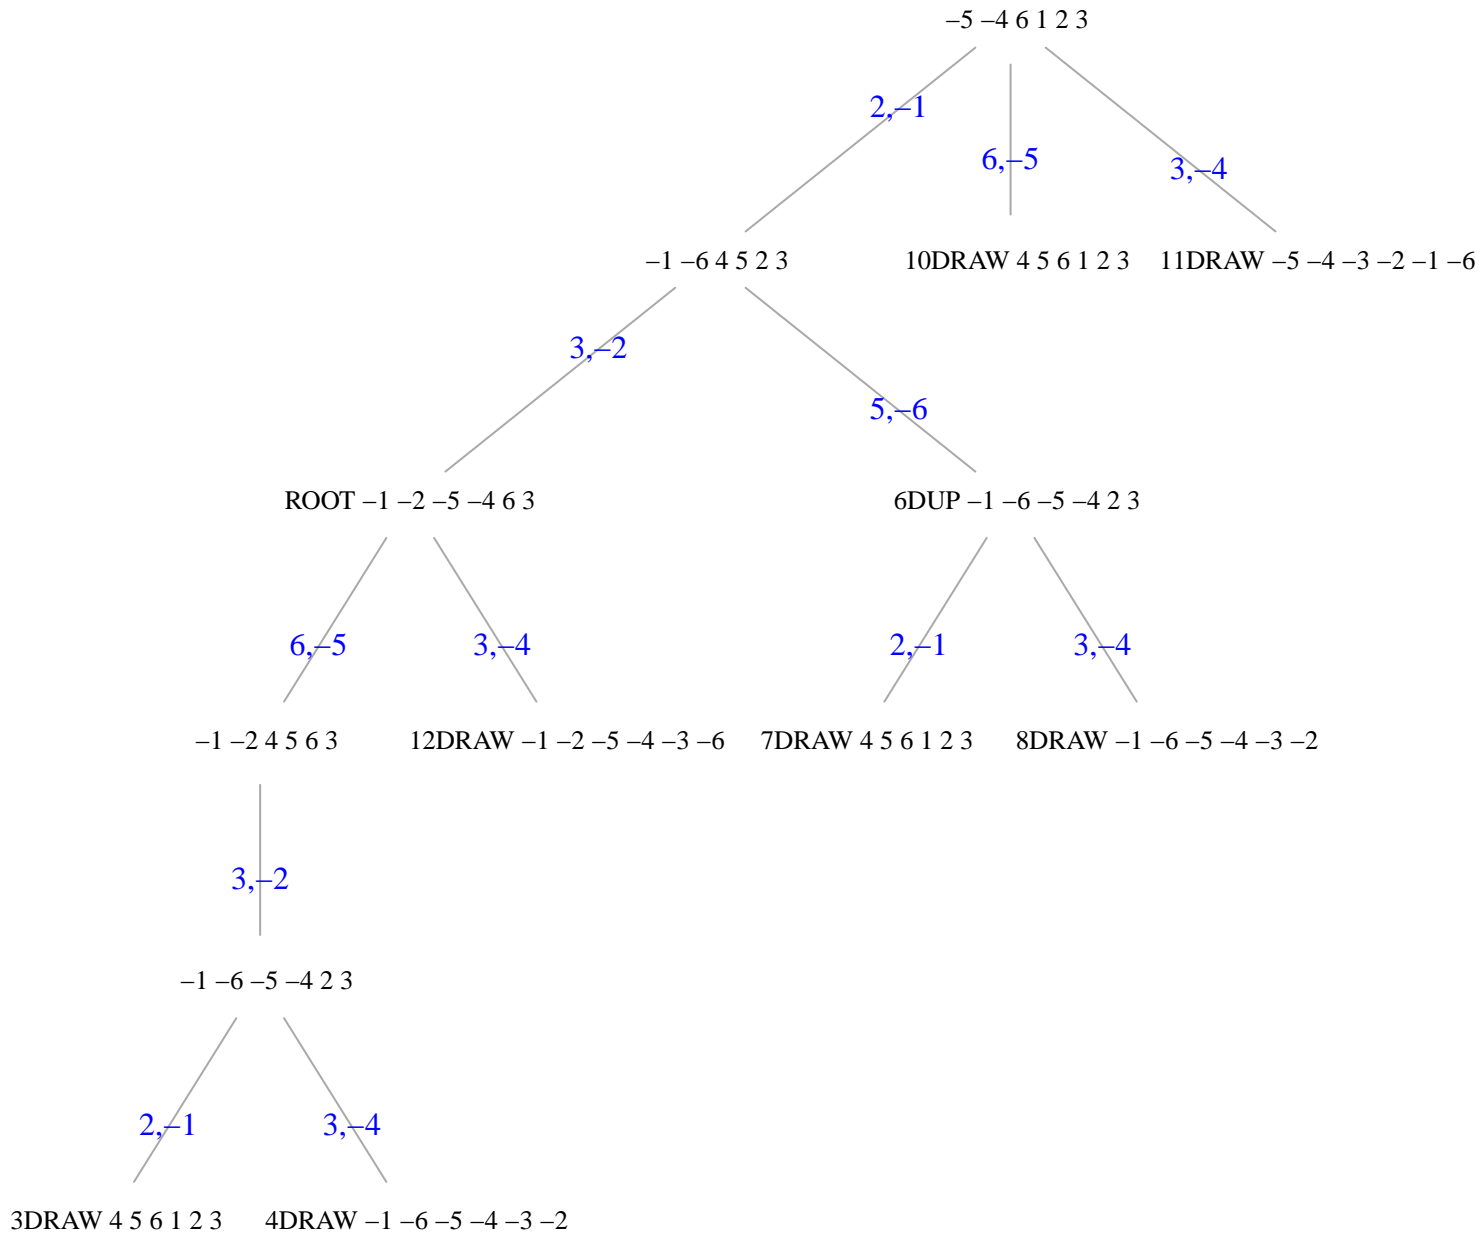 –5 –4 6 1 2 3
2,–1
6,–5
3,–4
–1 –6 4 5 2 3
10DRAW 4 5 6 1 2 3
11DRAW –5 –4 –3 –2 –1 –6
3,–2
5,–6
ROOT –1 –2 –5 –4 6 3
6DUP –1 –6 –5 –4 2 3
6,–5
3,–4
2,–1
3,–4
–1 –2 4 5 6 3
12DRAW –1 –2 –5 –4 –3 –6
7DRAW 4 5 6 1 2 3
8DRAW –1 –6 –5 –4 –3 –2
3,–2
–1 –6 –5 –4 2 3
2,–1
3,–4
3DRAW 4 5 6 1 2 3
4DRAW –1 –6 –5 –4 –3 –2